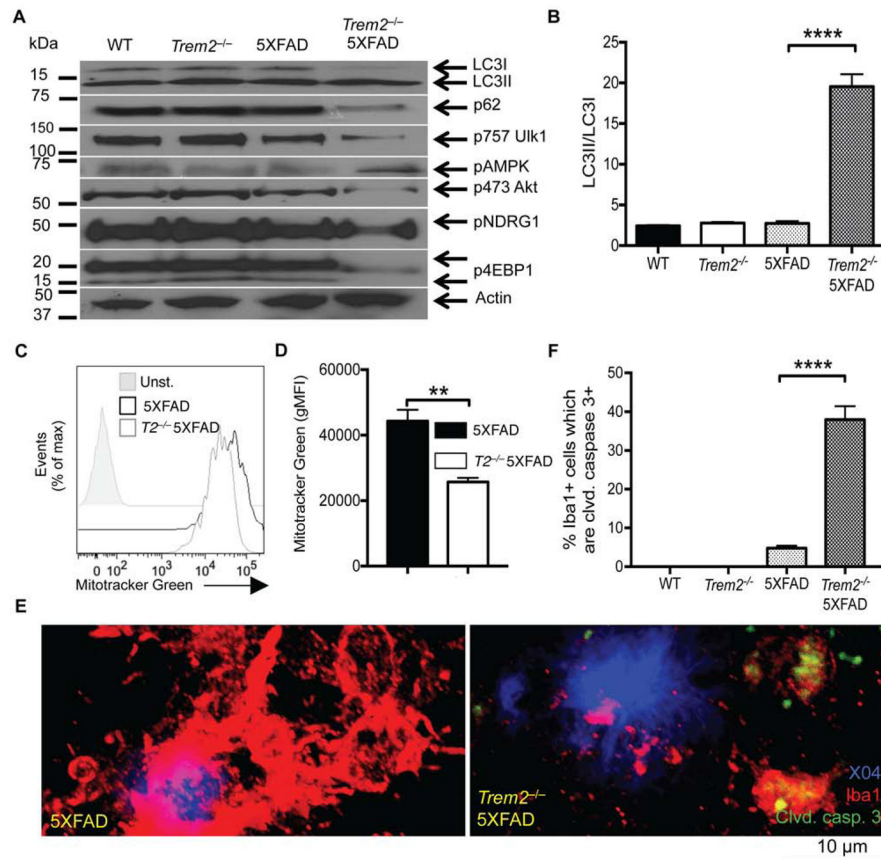 A
kDa
WT Trem2–/– 5XFAD Trem2–/– 5XFAD
15
75
150
100
75
50
50
20
15
50
37
LC3I
LC3II
p62
p757 Ulk1
pAMPK
p473 Akt
pNDRG1
p4EBP1
Actin
B
****
LC3II/LC3I
25
20
15
10
5
0
WT Trem2-/- 5XFAD Trem2-/- 5XFAD
C
Unst.
5XFAD
T2–/– 5XFAD
Events
(% of max)
0 10² 10³ 10⁴ 10⁵
Mitotracker Green
D
Mitotracker Green (gMFI)
60000
40000
20000
0
**
5XFAD
T2–/– 5XFAD
F
****
% Iba1+ cells which
are clvd. caspase 3+
50
40
30
20
10
0
WT Trem2-/- 5XFAD Trem2-/- 5XFAD
E
5XFAD
Trem2–/–
5XFAD
X04
Iba1
Clvd. casp. 3
10 µm